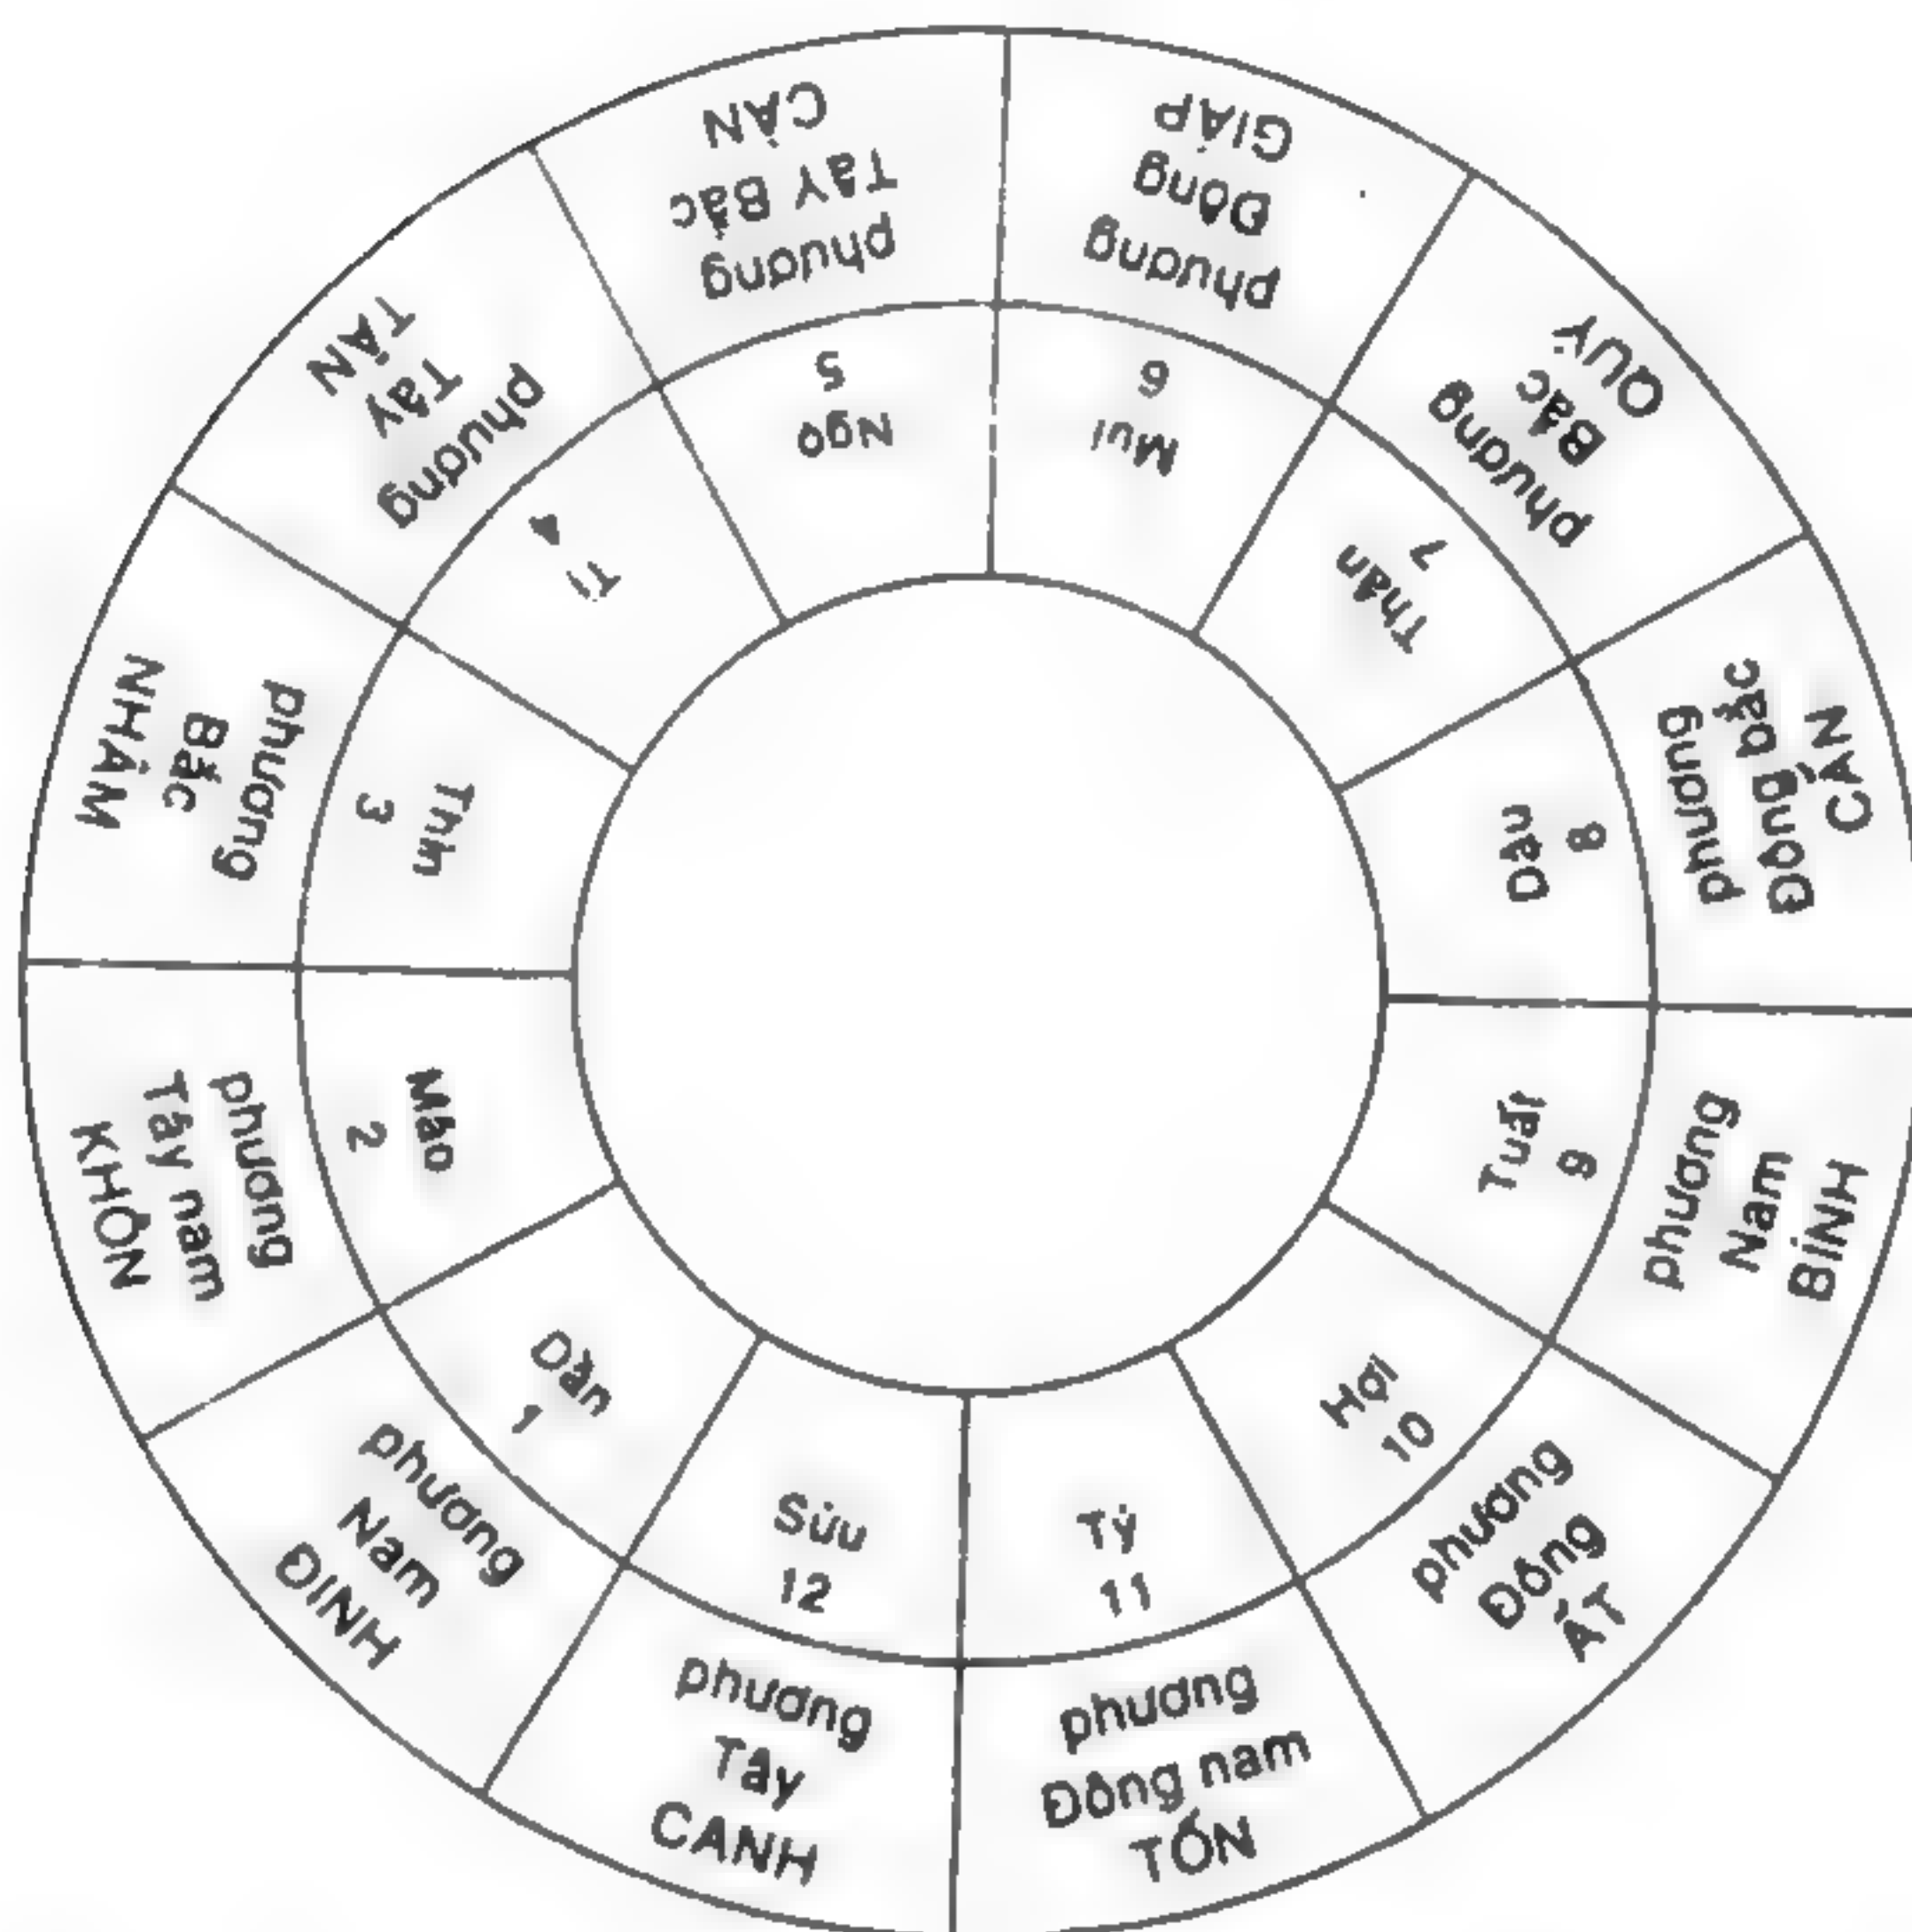 Dần
1
phương
Nam
ĐINH
Mão
2
phương
Tây nam
KHÔN
Thìn
3
phương
Bắc
NHÂM
Tị
4
phương
Tây
TÂN
Ngọ
5
phương
TÂY Bắc
CÀN
Mùi
6
phương
Đông
GIÁP
Thân
7
phương
Bắc
QUÝ
Dậu
8
phương
Đông bắc
CẤN
Tuất
9
phương
Nam
BÍNH
Hợi
10
phương
Đông
ẤT
Tý
11
phương
Đông nam
TỐN
Sửu
12
phương
Tây
CANH